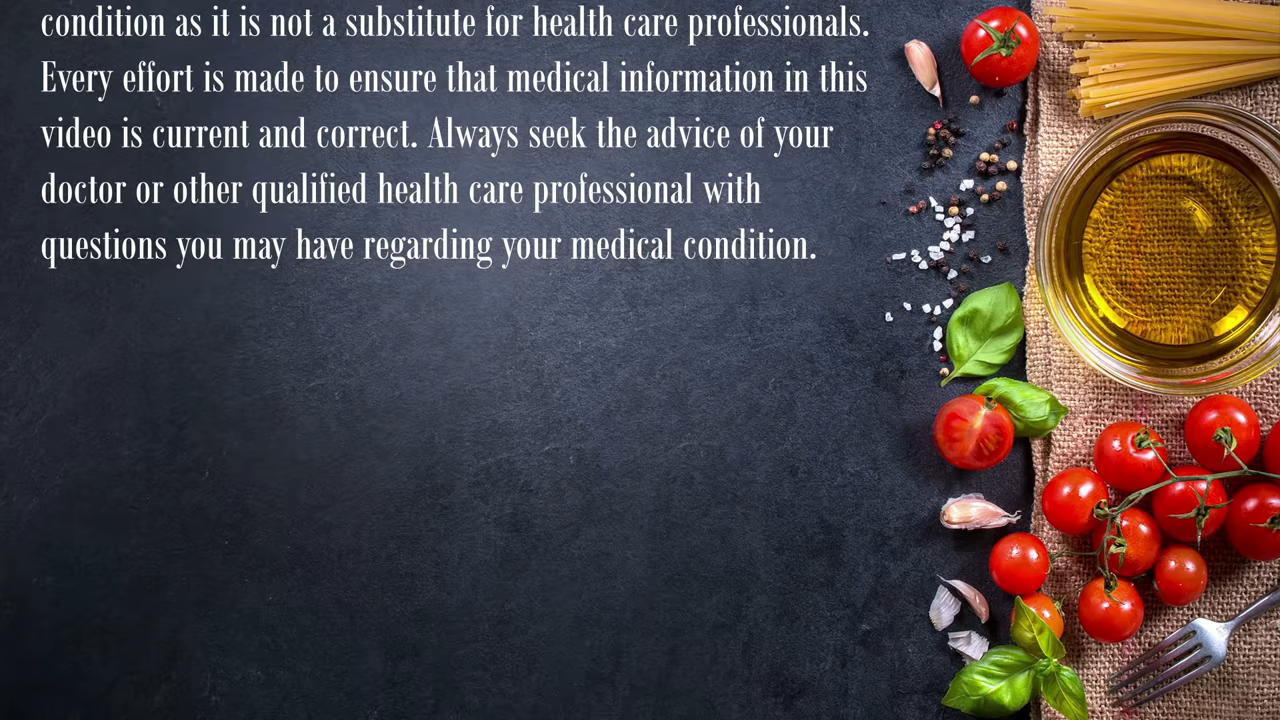 condition as it is not a substitute for health care professionals.
Every effort is made to ensure that medical information in this
video is current and correct. Always seek the advice of your
doctor or other qualified health care professional with
questions you may have regarding your medical condition.